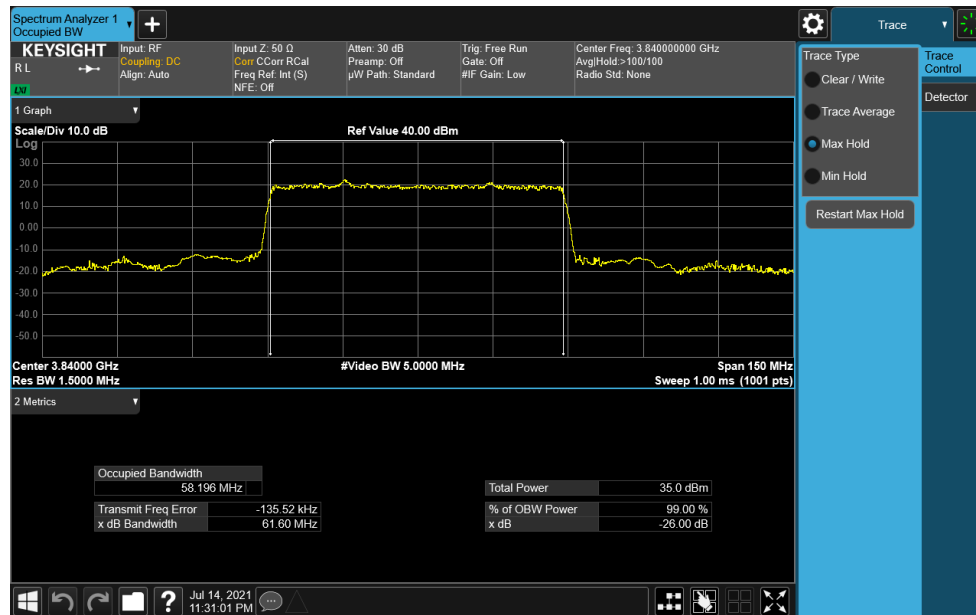 Spectrum Analyzer 1
Occupied BW
Trace
KEYSIGHT
R L
LXI
Input: RF
Coupling: DC
Align: Auto
Input Z: 50 Ω
Corr CCorr RCal
Freq Ref: Int (S)
NFE: Off
Atten: 30 dB
Preamp: Off
µW Path: Standard
Trig: Free Run
Gate: Off
#IF Gain: Low
Center Freq: 3.840000000 GHz
Avg|Hold:>100/100
Radio Std: None
Trace Type
Clear / Write
Trace Average
Max Hold
Min Hold
Restart Max Hold
Trace
Control
Detector
1 Graph
Scale/Div 10.0 dB
Ref Value 40.00 dBm
Log
30.0
20.0
10.0
0.00
-10.0
-20.0
-30.0
-40.0
-50.0
Center 3.84000 GHz
#Video BW 5.0000 MHz
Span 150 MHz
Res BW 1.5000 MHz
Sweep 1.00 ms (1001 pts)
2 Metrics
Occupied Bandwidth
58.196 MHz
Total Power 35.0 dBm
Transmit Freq Error -135.52 kHz
% of OBW Power 99.00 %
x dB Bandwidth 61.60 MHz
x dB -26.00 dB
?
Jul 14, 2021
11:31:01 PM